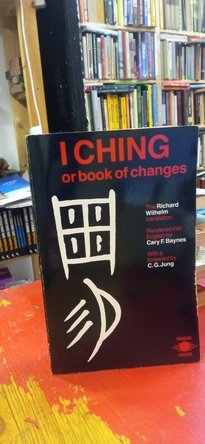 I CHING
or book of changes
The Richard
Wilhelm
translation
Rendered into
English by
Cary F. Baynes
With a
foreword by
C.G. Jung